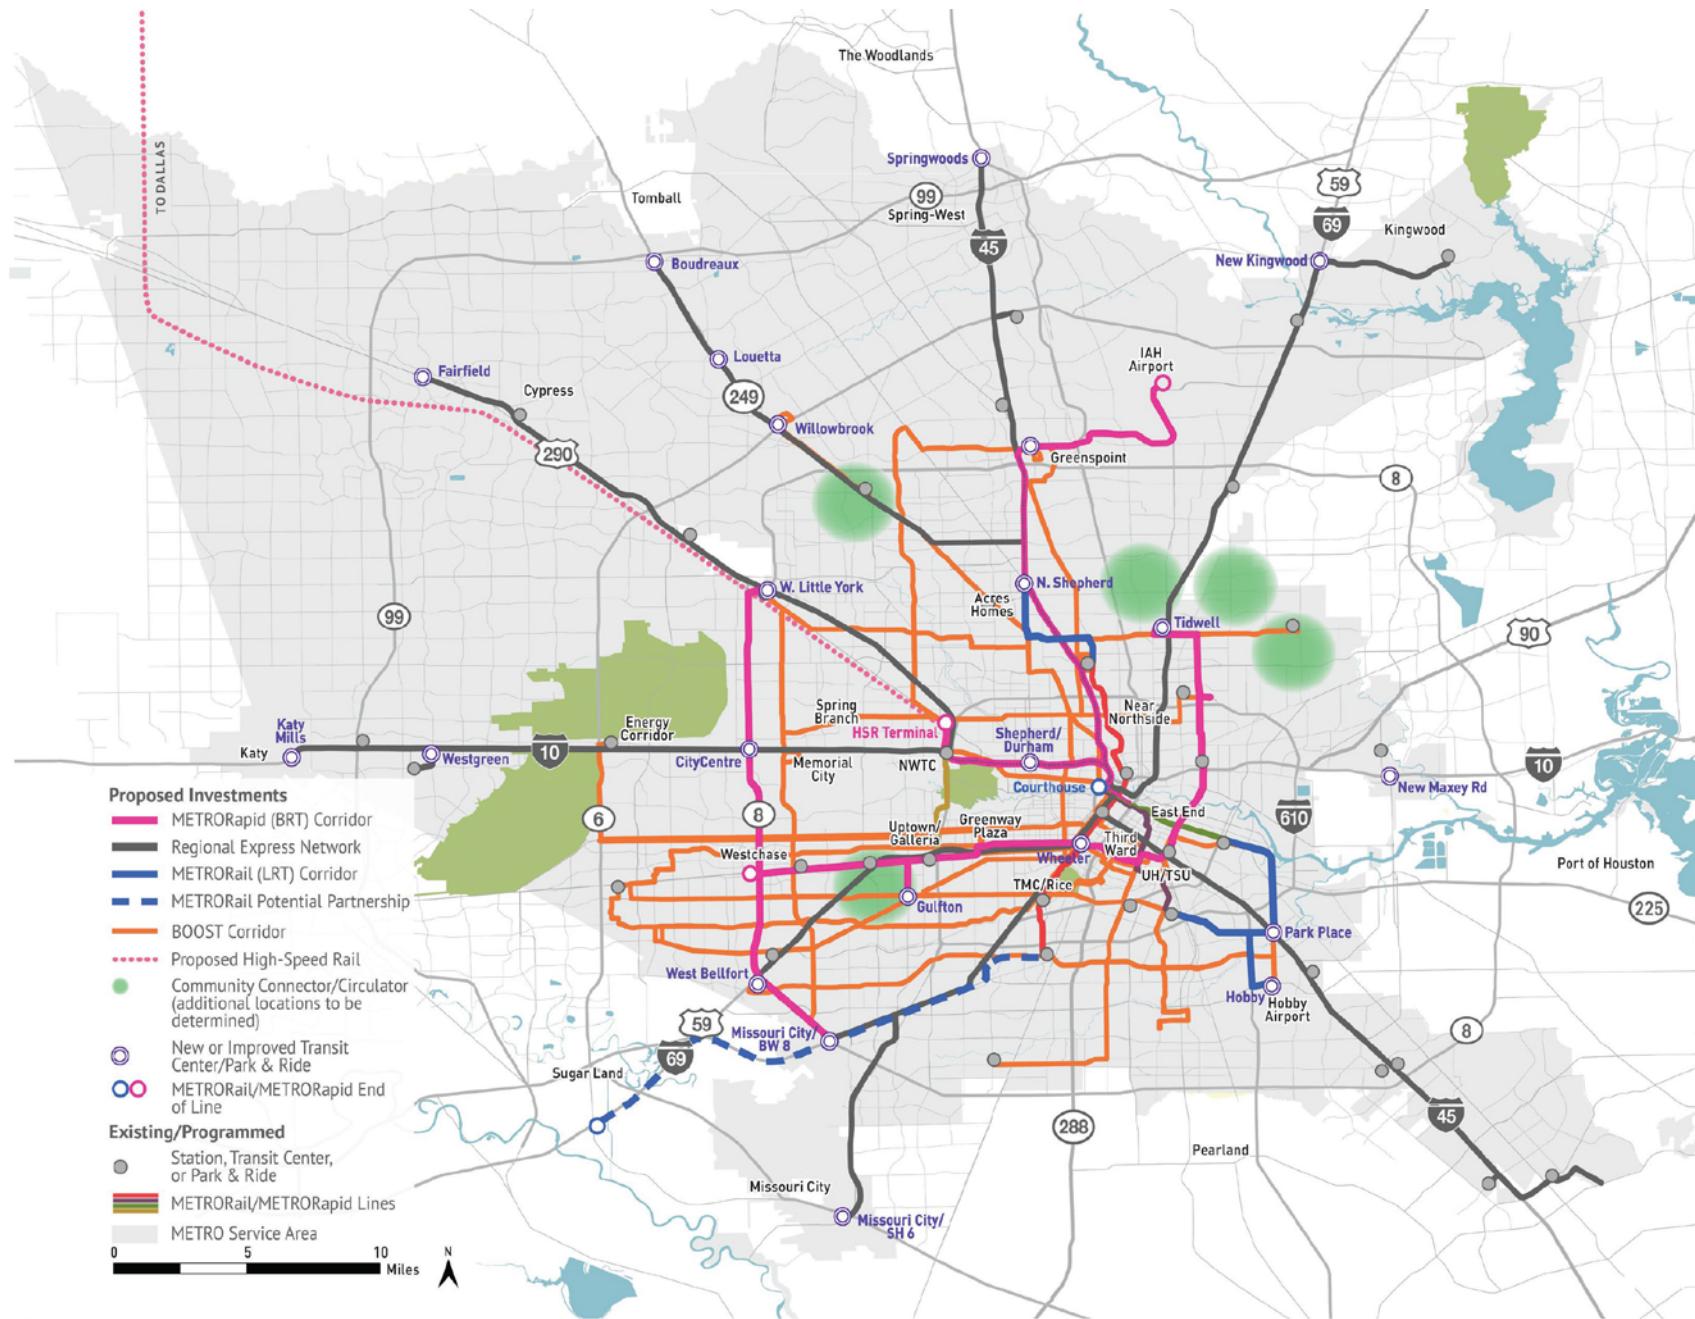 The Woodlands
TO DALLAS
Springwoods
59
Tomball
99
Spring-West
69
Kingwood
45
Boudreaux
New Kingwood
Louetta
IAH
Airport
Fairfield
Cypress
249
Willowbrook
290
Greenspoint
8
W. Little York
N. Shepherd
Acres
Homes
99
Tidwell
90
Spring
Branch
Near
Northside
Katy
Mills
Energy
Corridor
HSR Terminal
Shepherd/
Durham
Katy
Westgreen
10
CityCentre
Memorial
City
NWTC
10
Courthouse
New Maxey Rd
Proposed Investments
METRORapid (BRT) Corridor
Regional Express Network
METRORail (LRT) Corridor
METRORail Potential Partnership
BOOST Corridor
Proposed High-Speed Rail
Community Connector/Circulator
(additional locations to be
determined)
New or Improved Transit
Center/Park & Ride
METRORail/METRORapid End
of Line
Existing/Programmed
Station, Transit Center,
or Park & Ride
METRORail/METRORapid Lines
METRO Service Area
0 5 10
Miles
N
6
8
East End
610
Uptown/
Galleria
Greenway
Plaza
Third
Ward
Westchase
Wheeler
Port of Houston
TMC/Rice
UH/TSU
Gulfton
225
Park Place
West Bellfort
Hobby
Hobby
Airport
59
Missouri City/
BW 8
8
69
Sugar Land
45
288
Pearland
Missouri City
Missouri City/
SH 6